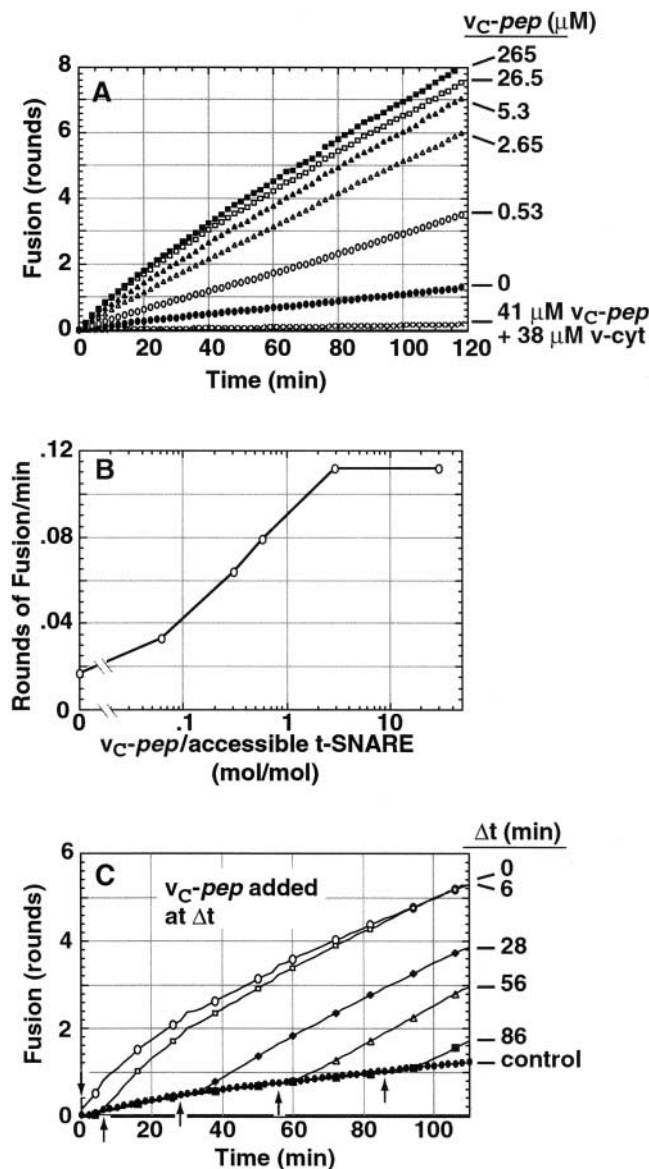 vC-pep (μM)
A
8
6
4
2
0
Fusion (rounds)
265
26.5
5.3
2.65
0.53
0
41 μM vC-pep
+ 38 μM v-cyt
0 20 40 60 80 100 120
Time (min)
B
.12
.08
.04
0
Rounds of Fusion/min
0 .1 1 10
vC-pep/accessible t-SNARE
(mol/mol)
Δt (min)
C
vC-pep added
at Δt
6
4
2
0
Fusion (rounds)
0
6
28
56
86
control
0 20 40 60 80 100
Time (min)